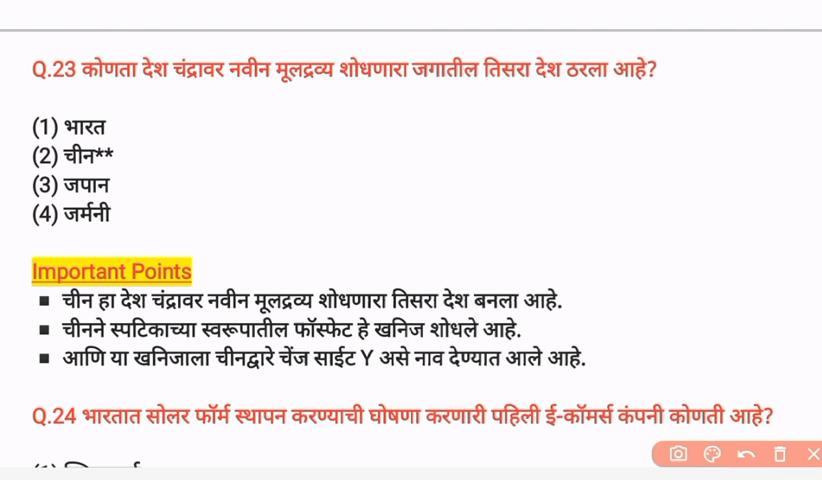 Q.23 कोणता देश चंद्रावर नवीन मूलद्रव्य शोधणारा जगातील तिसरा देश ठरला आहे?
(1) भारत
(2) चीन**
(3) जपान
(4) जर्मनी
Important Points
▪ चीन हा देश चंद्रावर नवीन मूलद्रव्य शोधणारा तिसरा देश बनला आहे.
▪ चीनने स्पटिकाच्या स्वरूपातील फॉस्फेट हे खनिज शोधले आहे.
▪ आणि या खनिजाला चीनद्वारे चेंज साईट Y असे नाव देण्यात आले आहे.
Q.24 भारतात सोलर फॉर्म स्थापन करण्याची घोषणा करणारी पहिली ई-कॉमर्स कंपनी कोणती आहे?